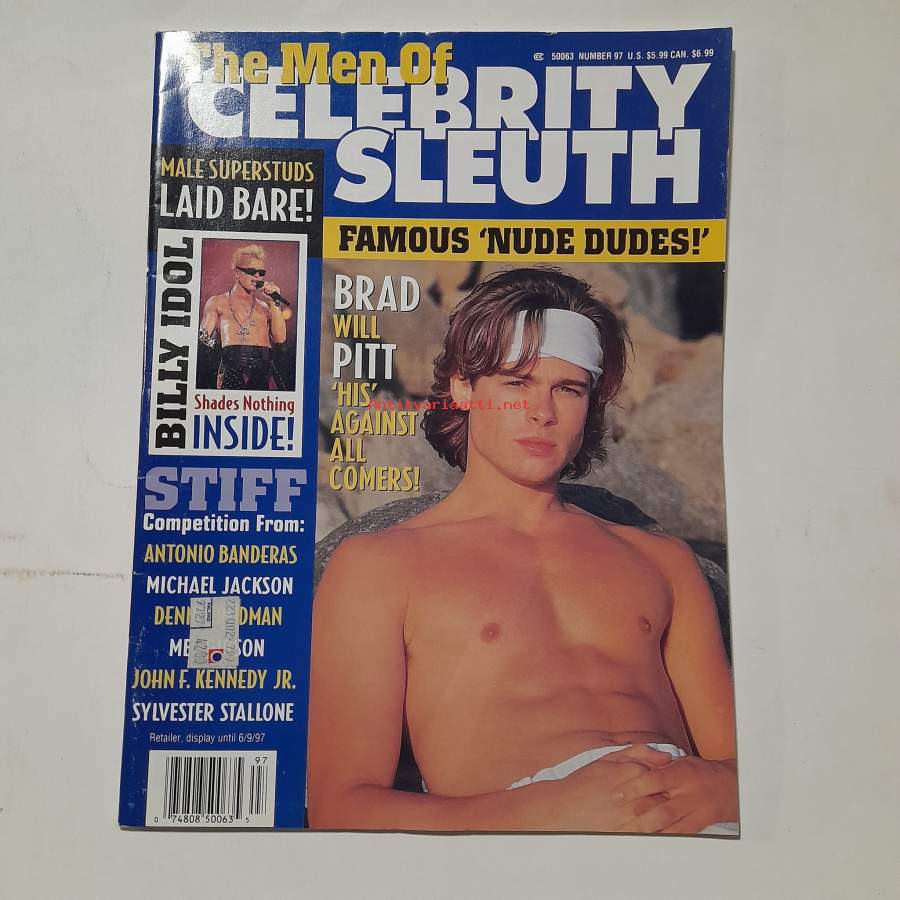 The Men Of
50063 NUMBER 97 U.S. $5.99 CAN. $6.99
CELEBRITY
SLEUTH
MALE SUPERSTUDS
LAID BARE!
FAMOUS 'NUDE DUDES!'
BILLY IDOL
Shades Nothing
INSIDE!
BRAD
WILL
PITT
'HIS'
AGAINST
ALL
COMERS!
Antikvariaatti.net
STIFF
Competition From:
ANTONIO BANDERAS
MICHAEL JACKSON
JOHN F. KENNEDY JR.
SYLVESTER STALLONE
Retailer, display until 6/9/97
97
0 74808 50063 5